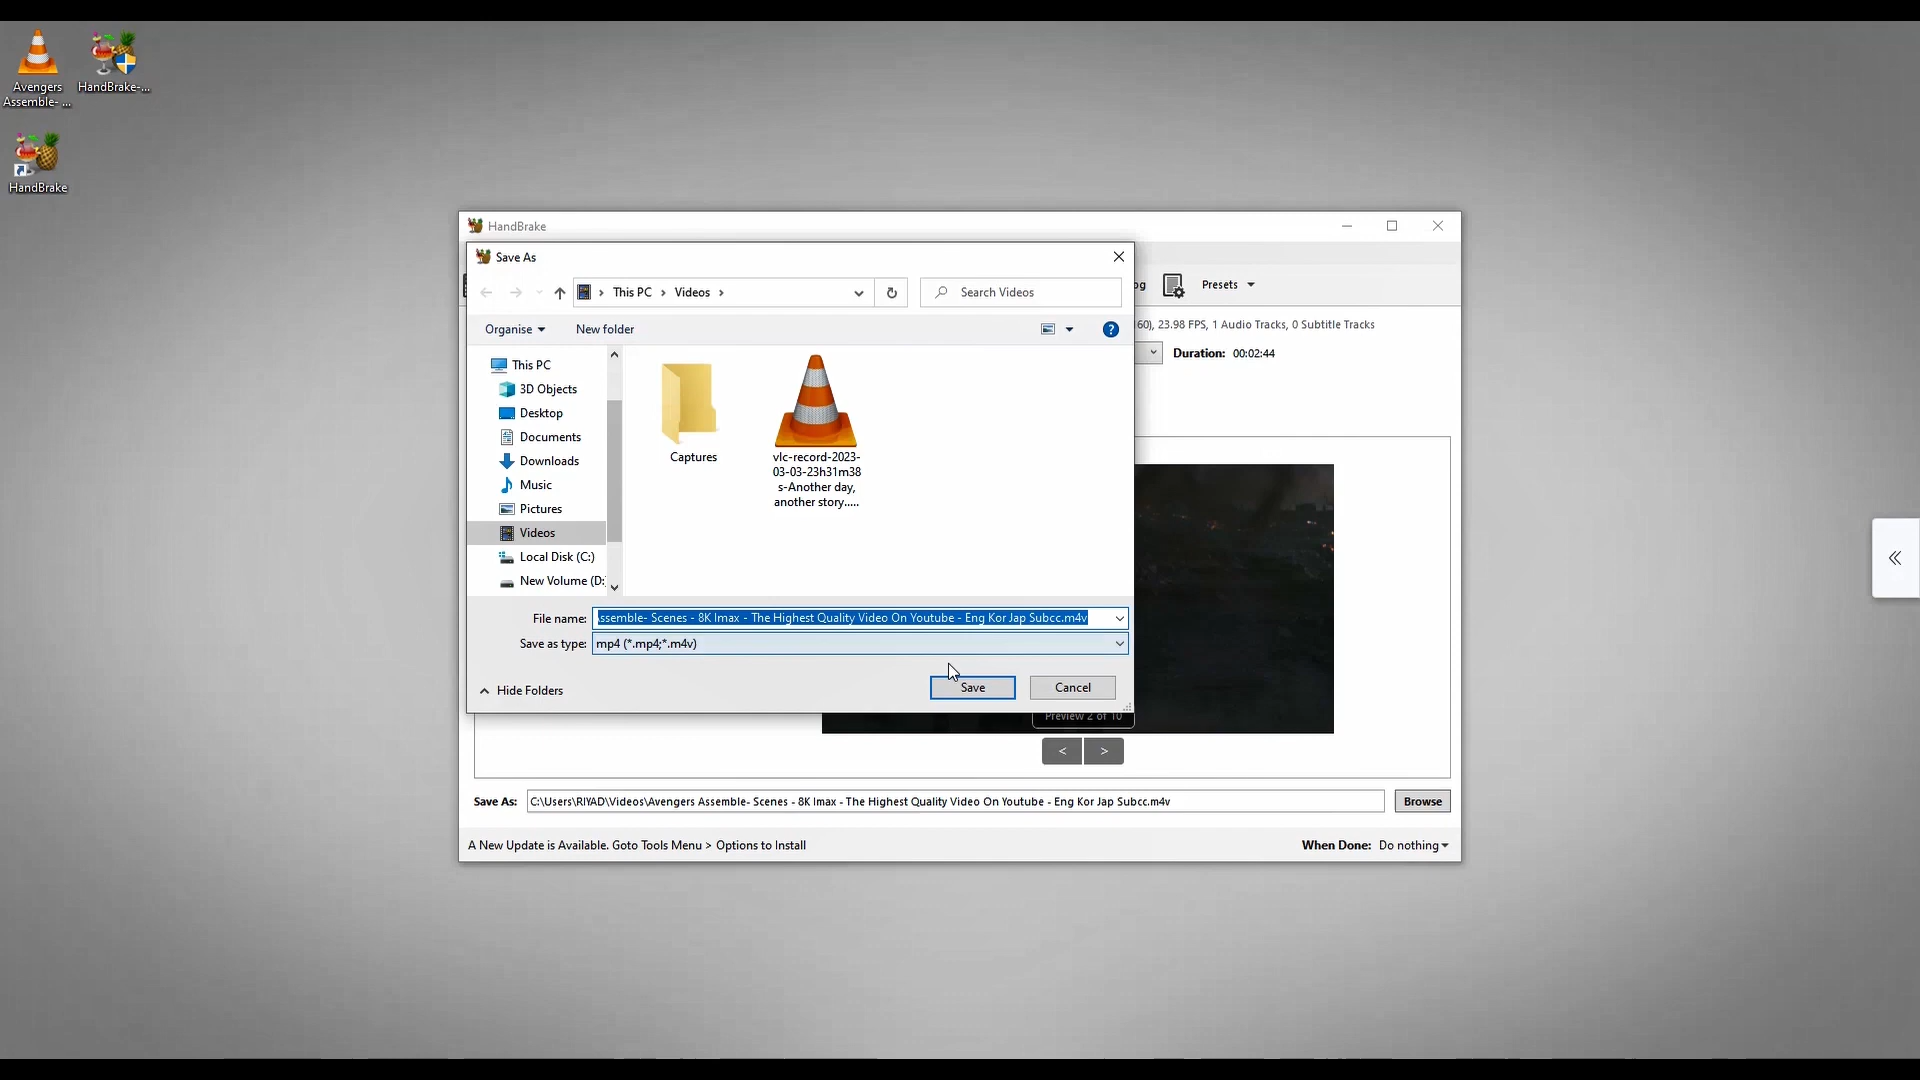 Avengers
Assemble- ...
HandBrake-...
HandBrake
HandBrake
Save As
This PC
Videos
Search Videos
Presets
Organise
New folder
60), 23.98 FPS, 1 Audio Tracks, 0 Subtitle Tracks
Duration: 00:02:44
This PC
3D Objects
Desktop
Documents
Downloads
Music
Pictures
Videos
Local Disk (C:)
New Volume (D:
Captures
vlc-record-2023-
03-03-23h31m38
s-Another day,
another story.....
File name: ssemble- Scenes - 8K Imax - The Highest Quality Video On Youtube - Eng Kor Jap Subcc.m4v
Save as type: mp4 (*.mp4;*.m4v)
Hide Folders
Save
Cancel
Preview 2 of 10
< >
Save As: C:\Users\RIYAD\Videos\Avengers Assemble- Scenes - 8K Imax - The Highest Quality Video On Youtube - Eng Kor Jap Subcc.m4v
Browse
A New Update is Available. Goto Tools Menu > Options to Install
When Done: Do nothing